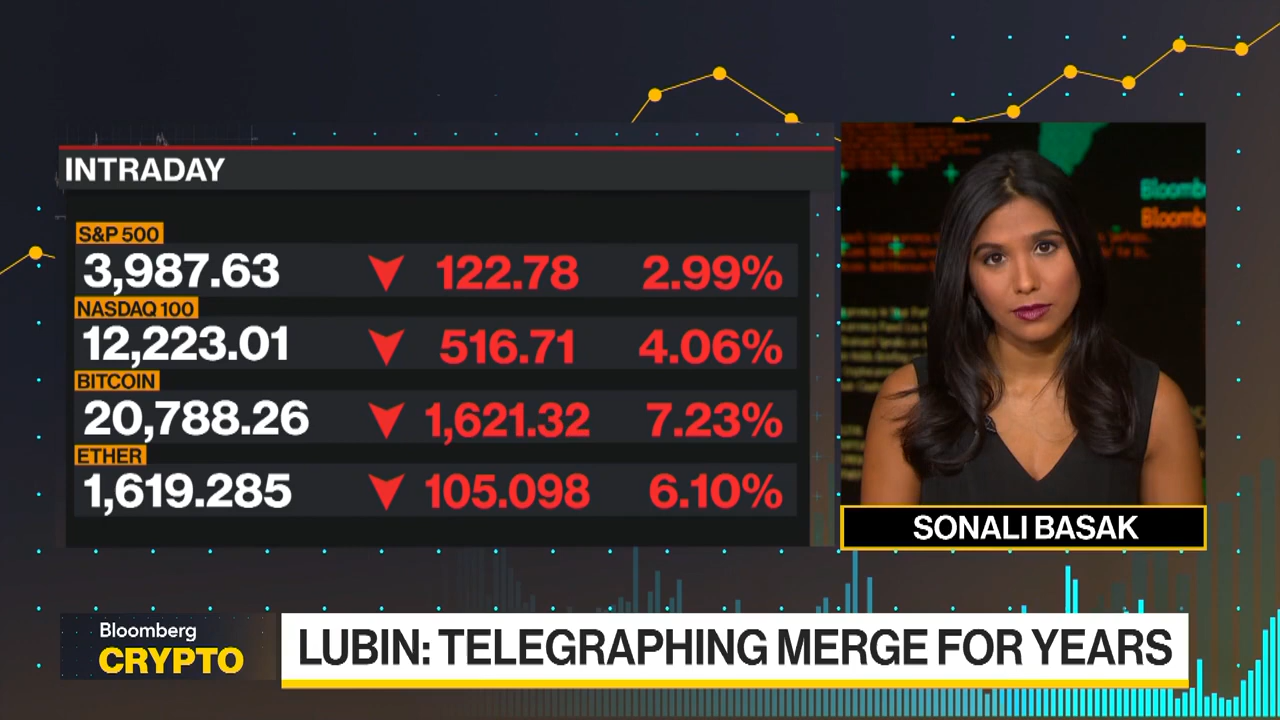 INTRADAY
S&P 500
3,987.63 122.78 2.99%
NASDAQ 100
12,223.01 516.71 4.06%
BITCOIN
20,788.26 1,621.32 7.23%
ETHER
1,619.285 105.098 6.10%
Bloomb
Bloomb
SONALI BASAK
Bloomberg
CRYPTO
LUBIN: TELEGRAPHING MERGE FOR YEARS